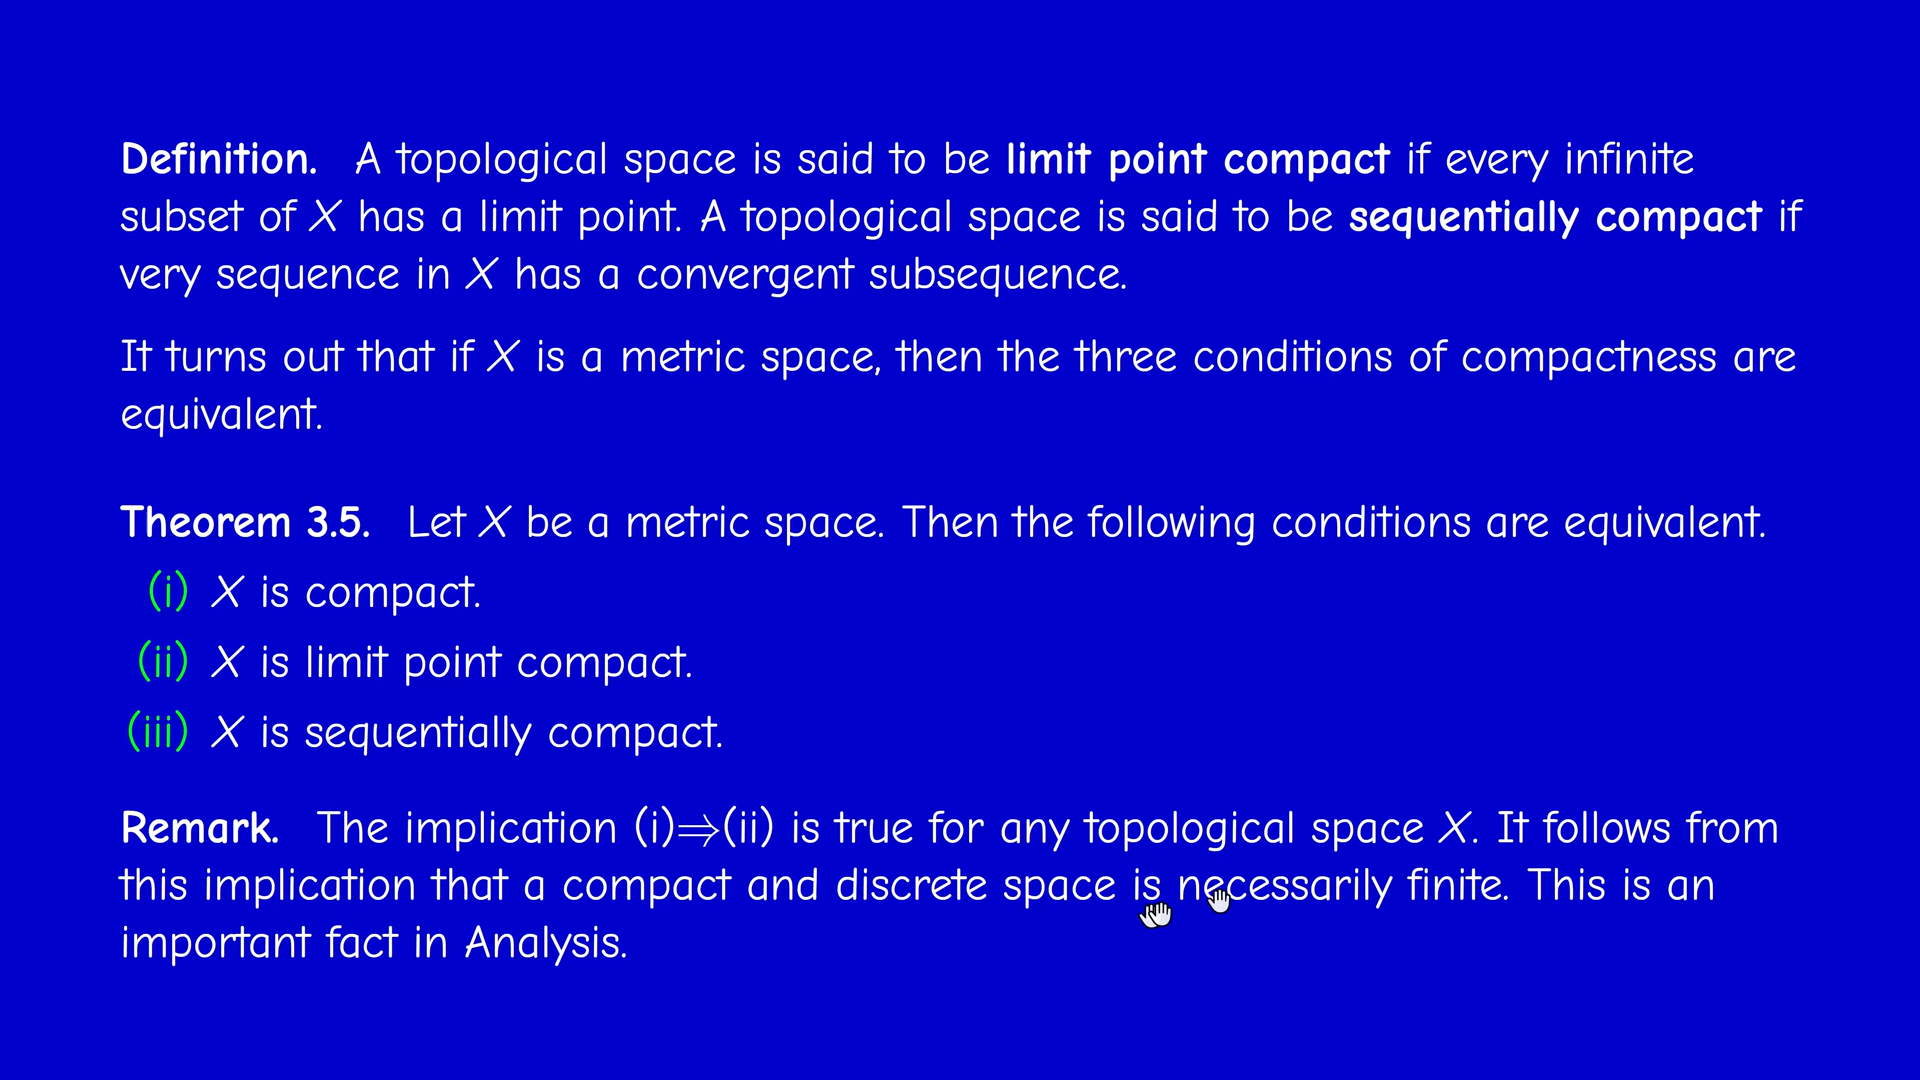 Definition. A topological space is said to be limit point compact if every infinite
subset of X has a limit point. A topological space is said to be sequentially compact if
very sequence in X has a convergent subsequence.
It turns out that if X is a metric space, then the three conditions of compactness are
equivalent.
Theorem 3.5. Let X be a metric space. Then the following conditions are equivalent.
(i) X is compact.
(ii) X is limit point compact.
(iii) X is sequentially compact.
Remark. The implication (i)⇒(ii) is true for any topological space X. It follows from
this implication that a compact and discrete space is necessarily finite. This is an
important fact in Analysis.